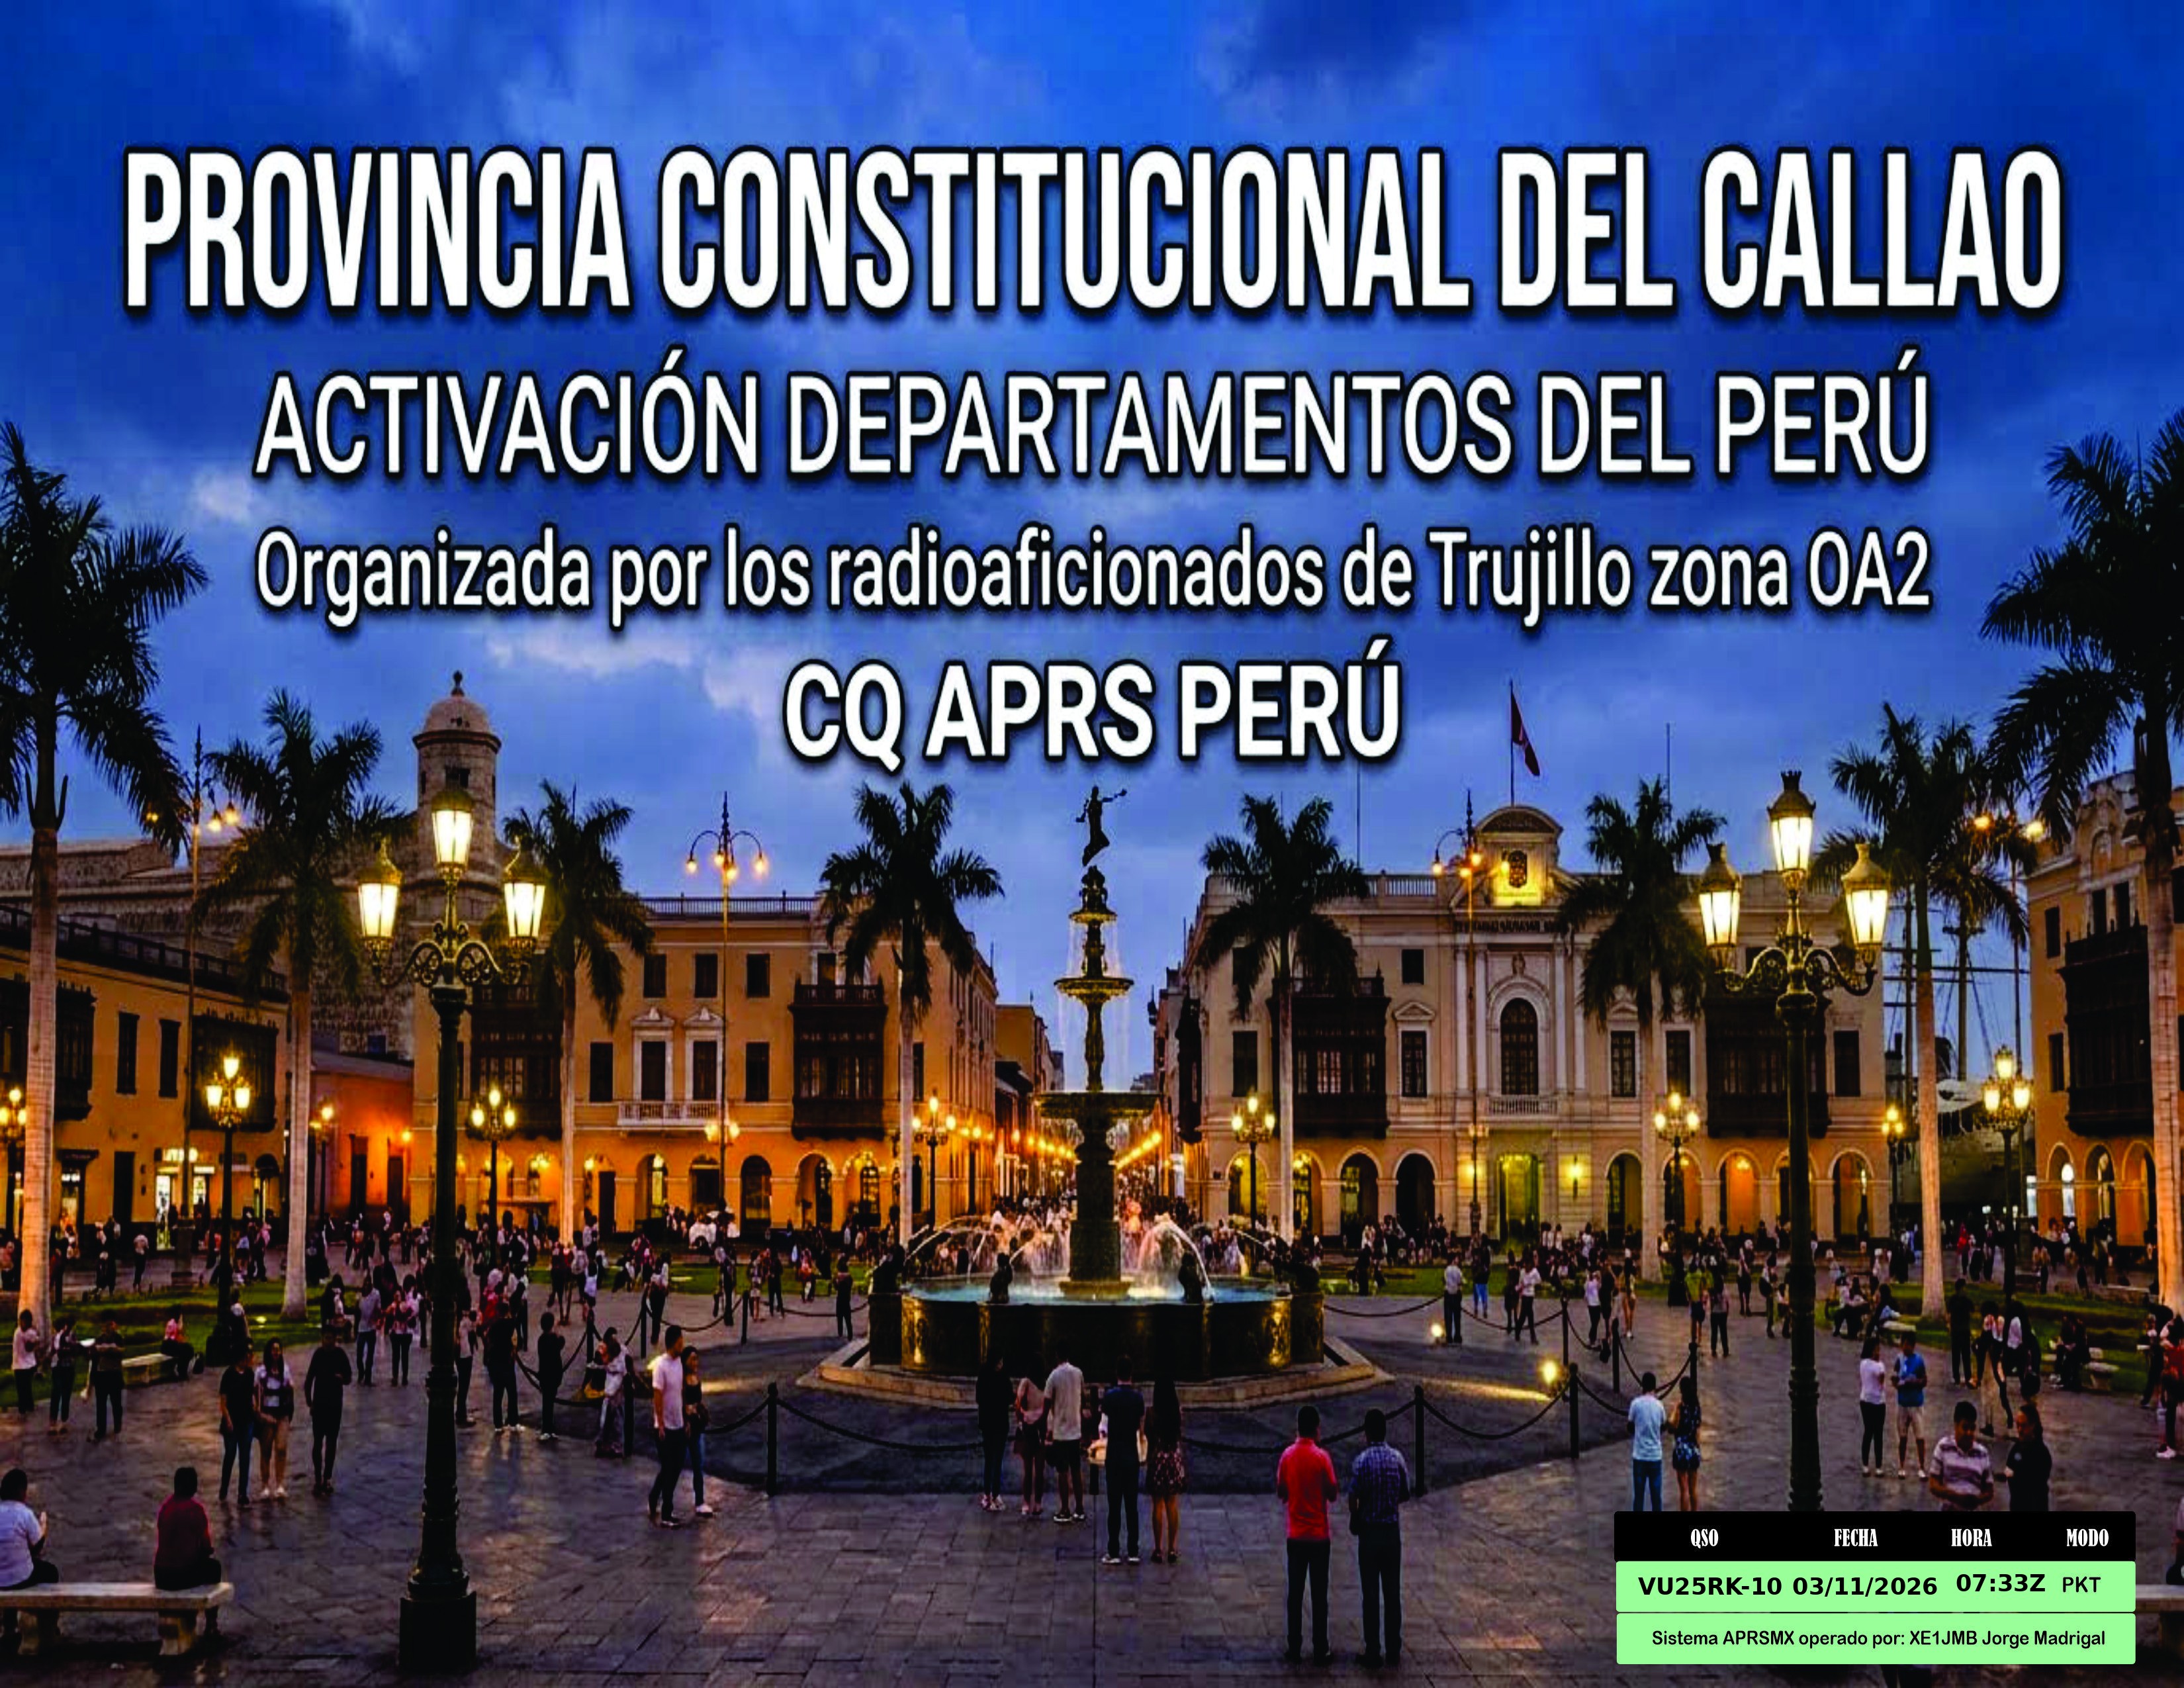 PROVINCIA CONSTITUCIONAL DEL CALLAO
ACTIVACIÓN DEPARTAMENTOS DEL PERÚ
Organizada por los radioaficionados de Trujillo zona OA2
CQ APRS PERÚ
QSO FECHA HORA MODO
VU25RK-10 03/11/2026 07:33Z PKT
Sistema APRSMX operado por: XE1JMB Jorge Madrigal